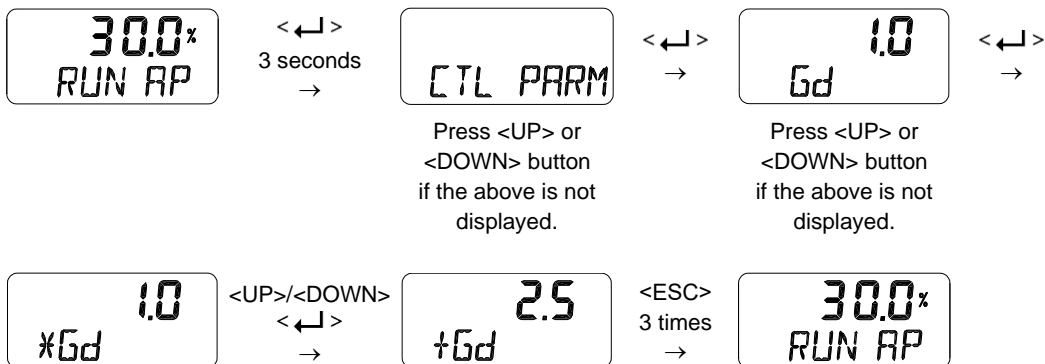 30.0%
RUN AP
< ↵ >
3 seconds
→
CTL PARM
Press <UP> or
<DOWN> button
if the above is not
displayed.
< ↵ >
→
1.0
Gd
Press <UP> or
<DOWN> button
if the above is not
displayed.
< ↵ >
→
1.0
*Gd
<UP>/<DOWN>
< ↵ >
→
2.5
+Gd
<ESC>
3 times
→
30.0%
RUN AP